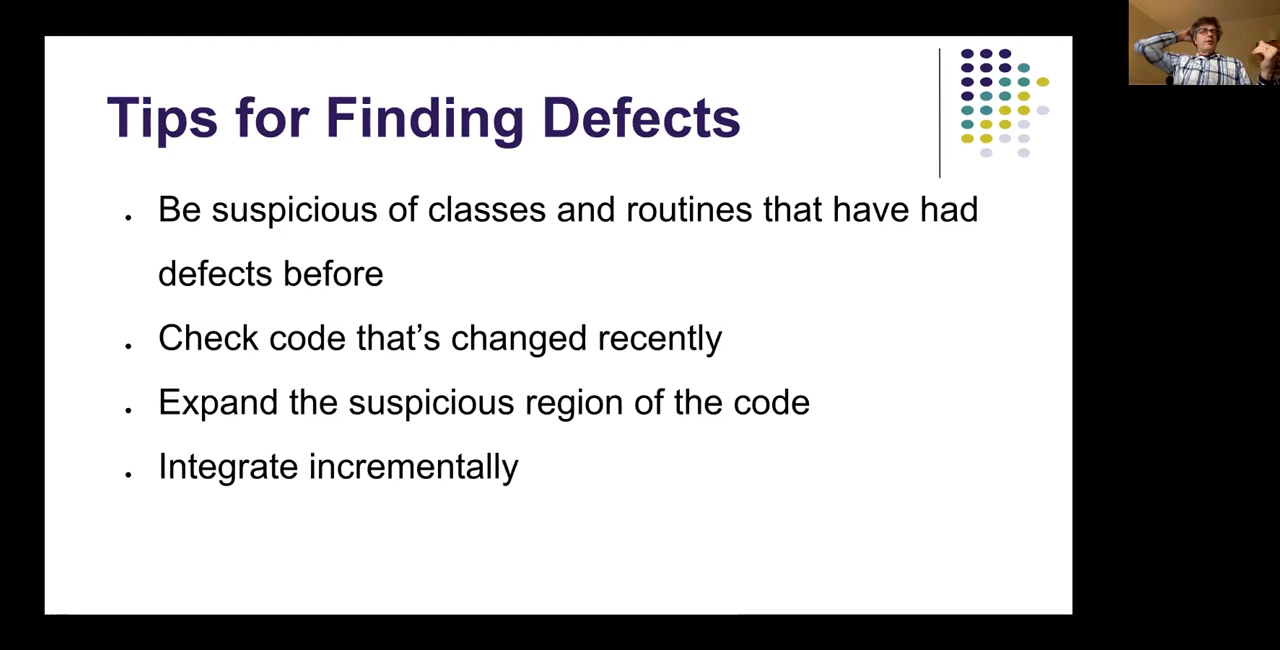 Tips for Finding Defects
Be suspicious of classes and routines that have had
defects before
Check code that’s changed recently
Expand the suspicious region of the code
Integrate incrementally